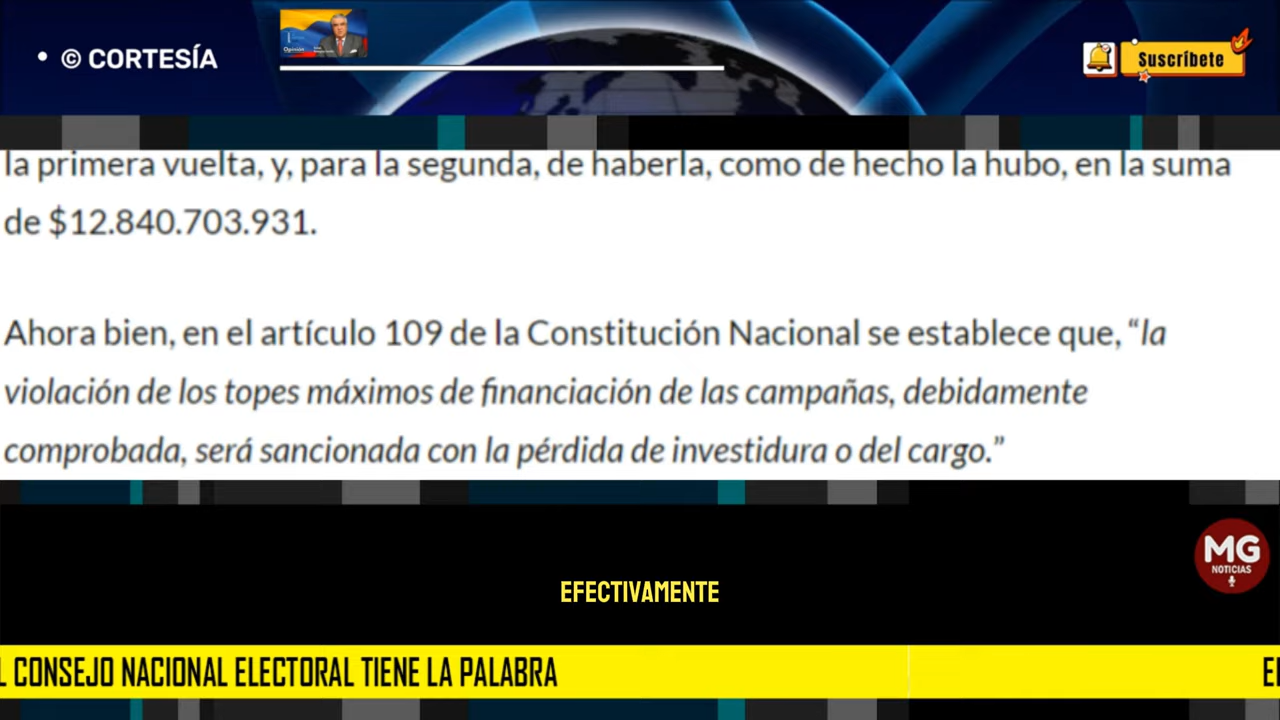 • © CORTESÍA
Opinión
Suscríbete
la primera vuelta, y, para la segunda, de haberla, como de hecho la hubo, en la suma
de $12.840.703.931.
Ahora bien, en el artículo 109 de la Constitución Nacional se establece que, “la
violación de los topes máximos de financiación de las campañas, debidamente
comprobada, será sancionada con la pérdida de investidura o del cargo.”
MG
NOTICIAS
EFECTIVAMENTE
L CONSEJO NACIONAL ELECTORAL TIENE LA PALABRA